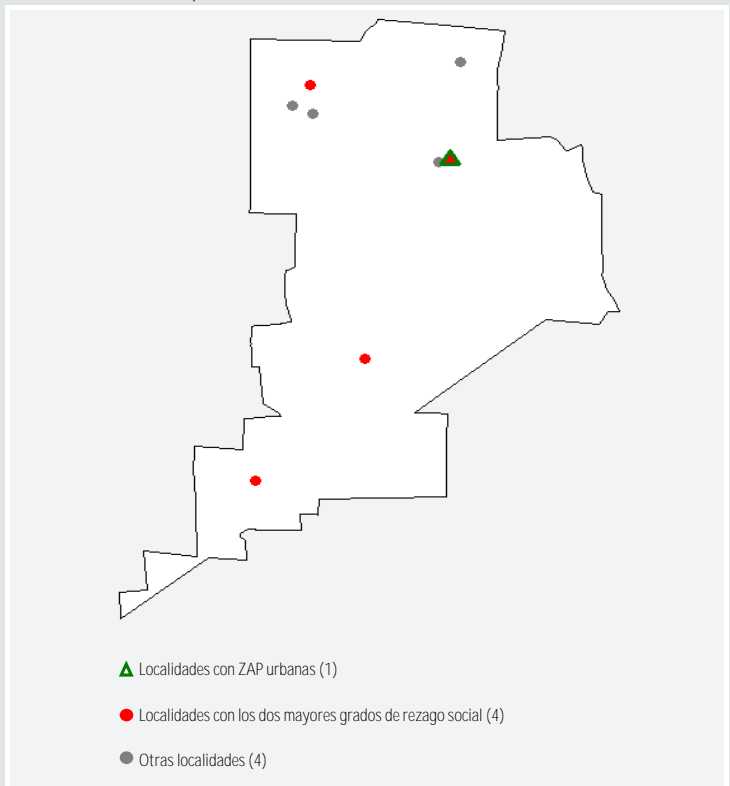 Localidades con ZAP urbanas (1)
Localidades con los dos mayores grados de rezago social (4)
Otras localidades (4)